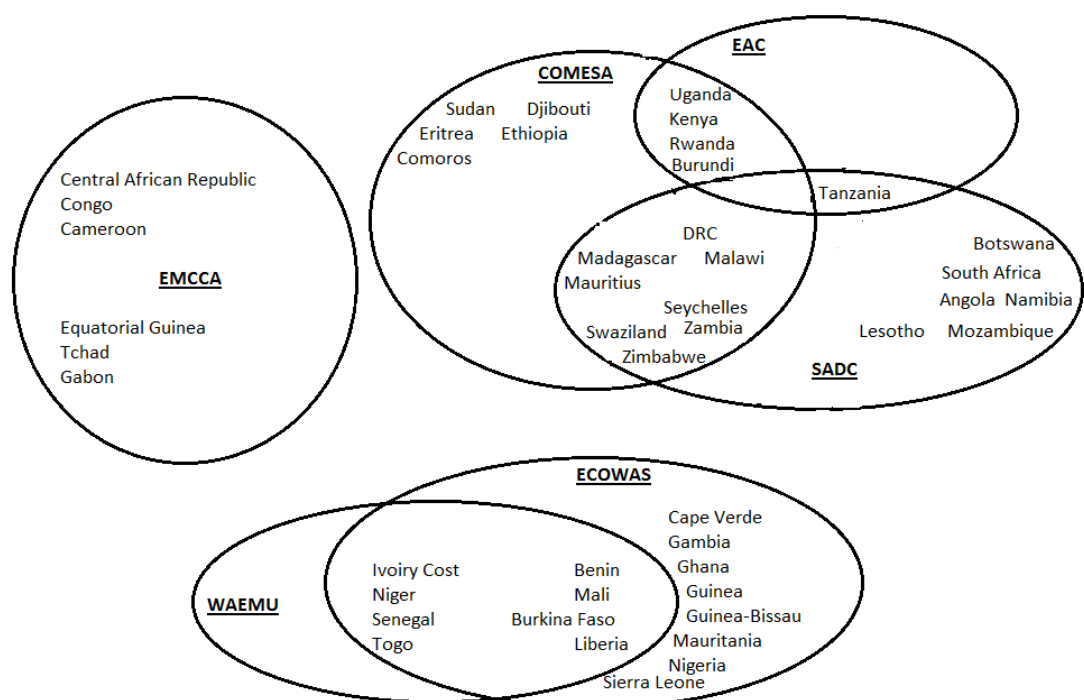 EAC
COMESA
Uganda
Kenya
Rwanda
Burundi
Sudan Djibouti
Eritrea Ethiopia
Comoros
Tanzania
DRC
Madagascar Malawi
Mauritius
Seychelles
Swaziland Zambia
Zimbabwe
Botswana
South Africa
Angola Namibia
Lesotho Mozambique
SADC
Central African Republic
Congo
Cameroon
EMCCA
Equatorial Guinea
Tchad
Gabon
ECOWAS
WAEMU
Ivoiry Cost
Niger
Senegal
Togo
Benin
Mali
Burkina Faso
Liberia
Cape Verde
Gambia
Ghana
Guinea
Guinea-Bissau
Mauritania
Nigeria
Sierra Leone